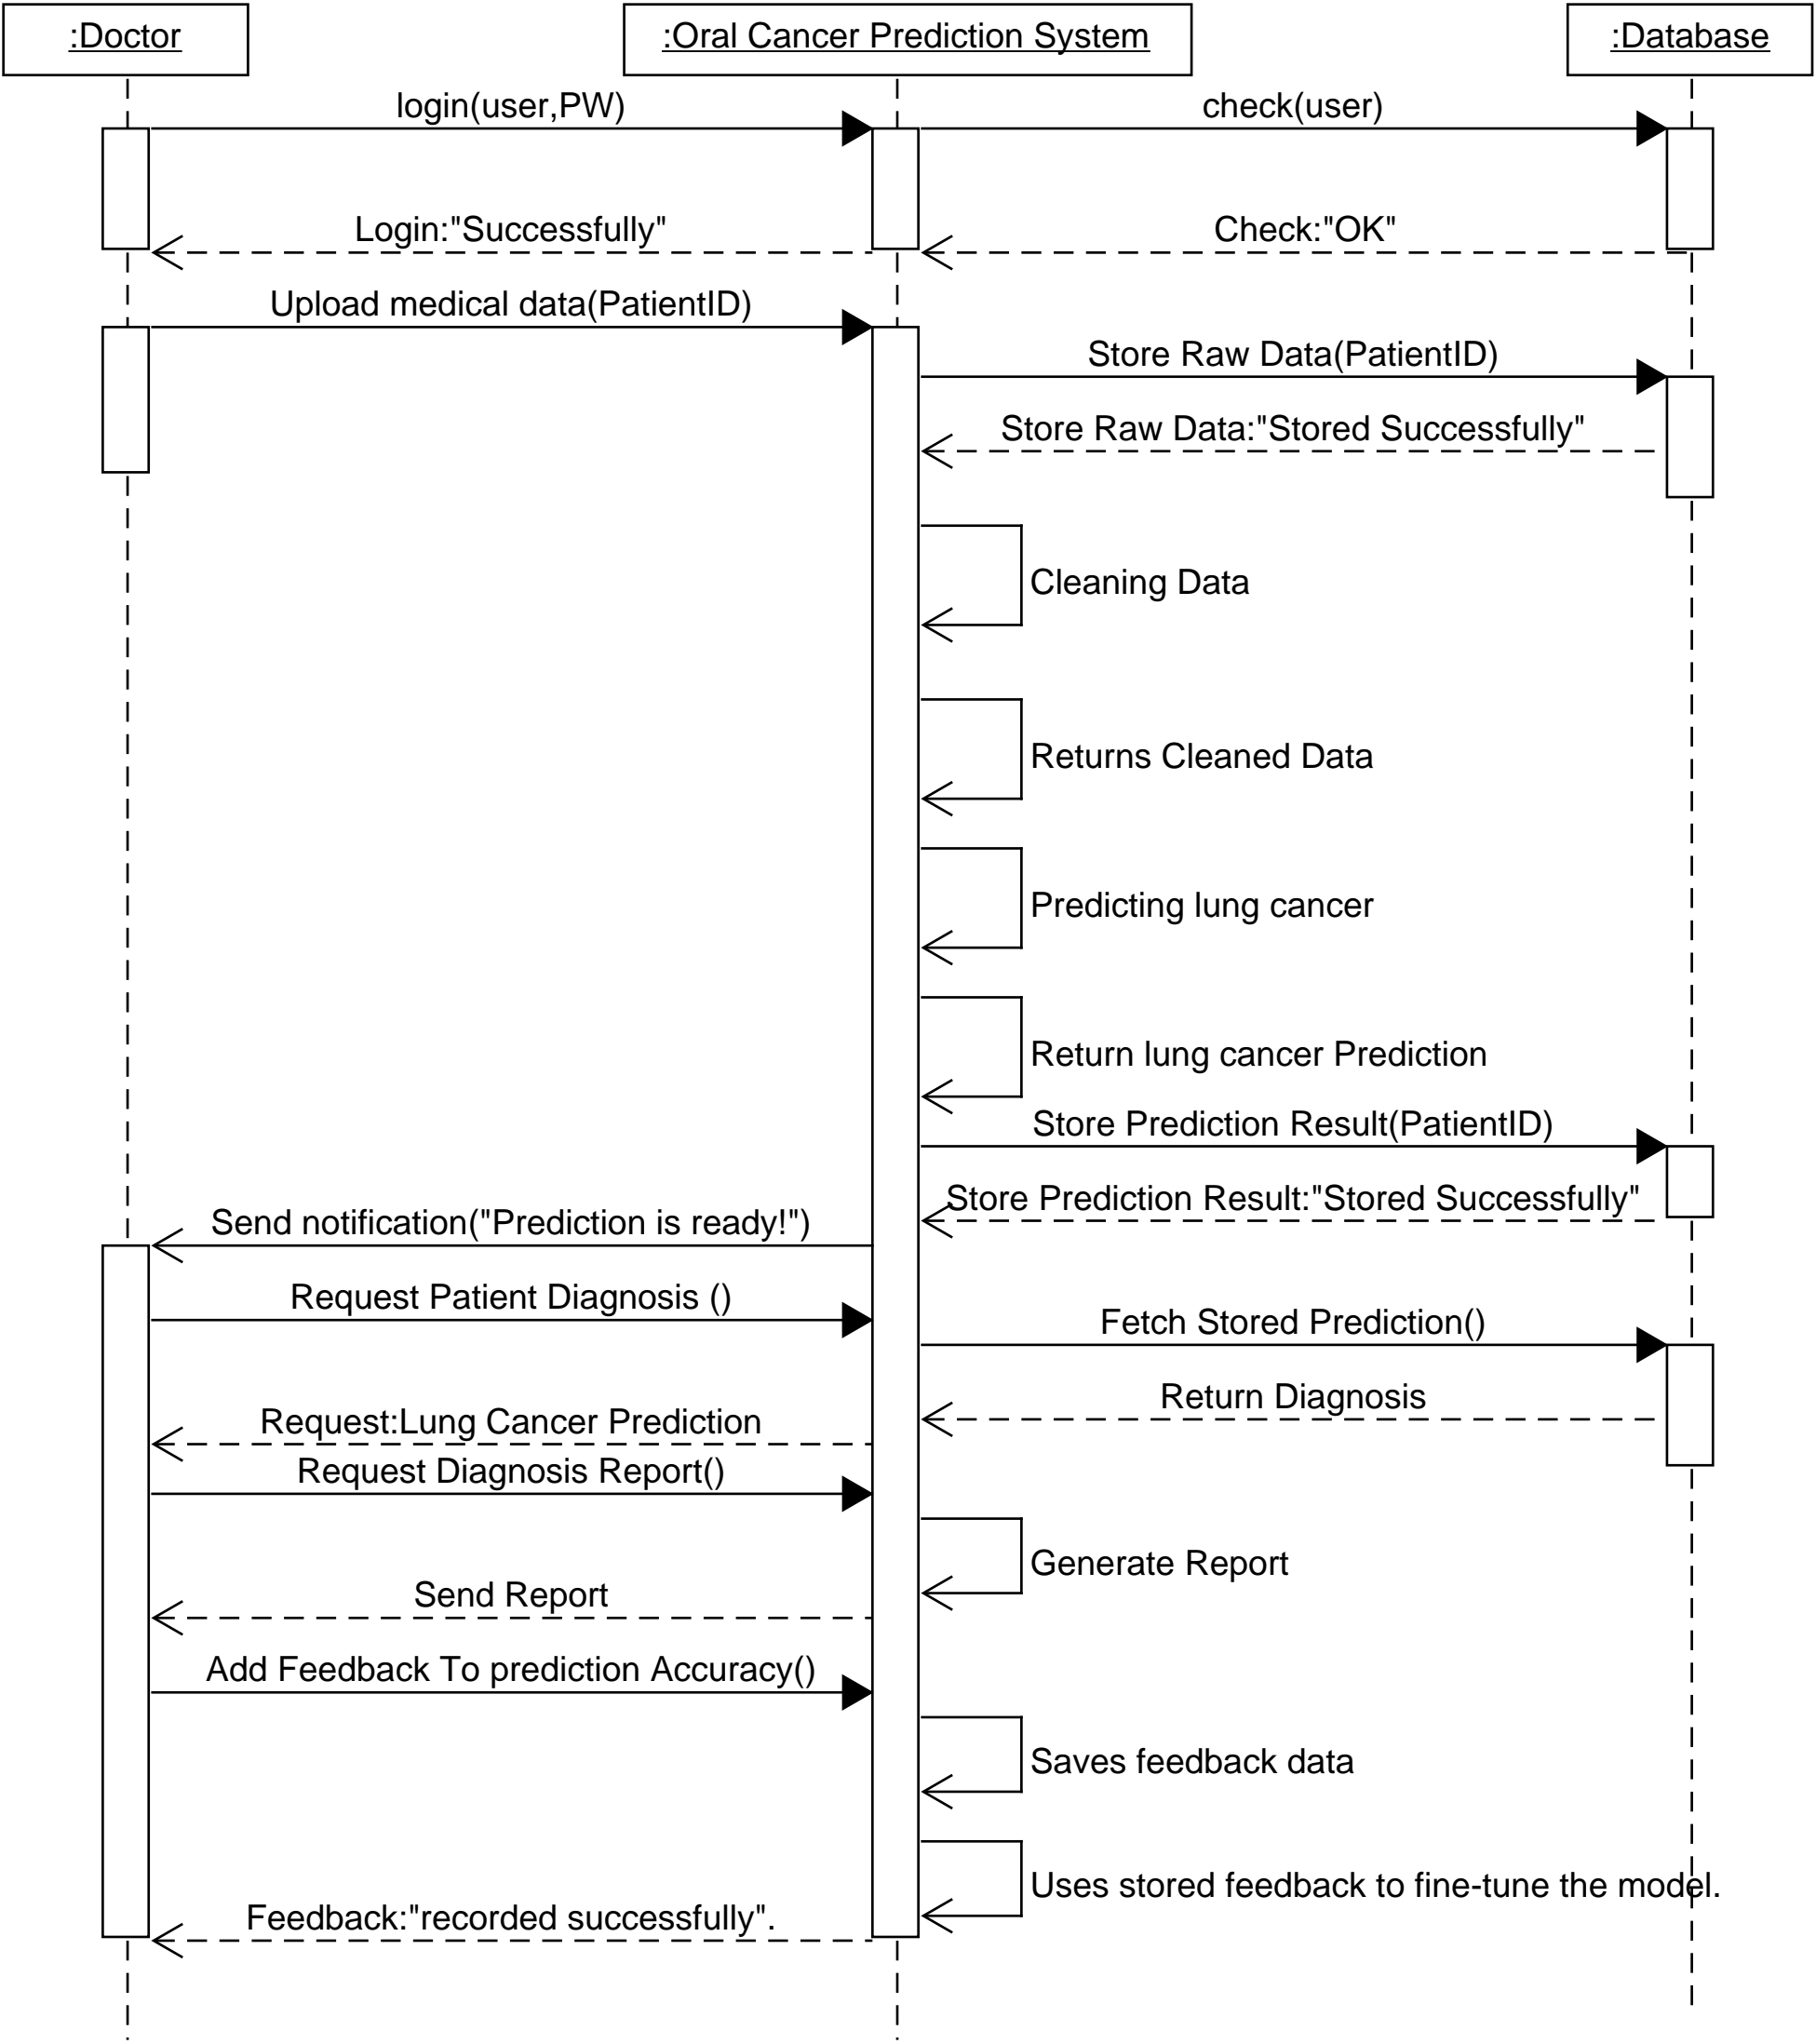 :Doctor
:Oral Cancer Prediction System
:Database
login(user,PW)
check(user)
Login:"Successfully"
Check:"OK"
Upload medical data(PatientID)
Store Raw Data(PatientID)
Store Raw Data:"Stored Successfully"
Cleaning Data
Returns Cleaned Data
Predicting lung cancer
Return lung cancer Prediction
Store Prediction Result(PatientID)
Store Prediction Result:"Stored Successfully"
Send notification("Prediction is ready!")
Request Patient Diagnosis ()
Fetch Stored Prediction()
Return Diagnosis
Request:Lung Cancer Prediction
Request Diagnosis Report()
Generate Report
Send Report
Add Feedback To prediction Accuracy()
Saves feedback data
Uses stored feedback to fine-tune the model.
Feedback:"recorded successfully".